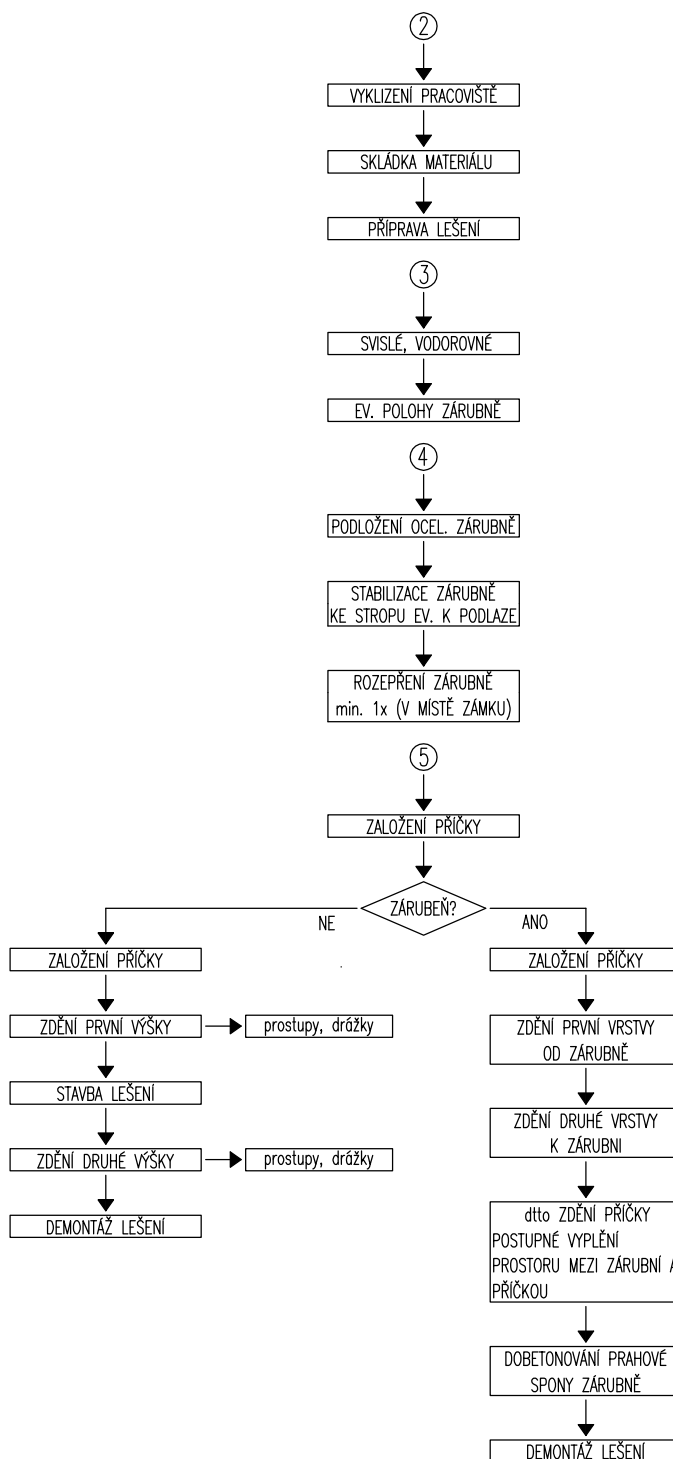 2
VYKLIZENÍ PRACOVIŠTĚ
SKLÁDKA MATERIÁLU
PŘÍPRAVA LEŠENÍ
3
SVISLÉ, VODOROVNÉ
EV. POLOHY ZÁRUBNĚ
4
PODLOŽENÍ OCEL. ZÁRUBNĚ
STABILIZACE ZÁRUBNĚ
KE STROPU EV. K PODLAZE
ROZEPŘENÍ ZÁRUBNĚ
min. 1x (V MÍSTĚ ZÁMKU)
5
ZALOŽENÍ PŘÍČKY
ZÁRUBEŇ?
NE
ANO
ZALOŽENÍ PŘÍČKY
ZDĚNÍ PRVNÍ VÝŠKY
prostupy, drážky
STAVBA LEŠENÍ
ZDĚNÍ DRUHÉ VÝŠKY
prostupy, drážky
DEMONTÁŽ LEŠENÍ
ZALOŽENÍ PŘÍČKY
ZDĚNÍ PRVNÍ VRSTVY
OD ZÁRUBNĚ
ZDĚNÍ DRUHÉ VRSTVY
K ZÁRUBNI
dtto ZDĚNÍ PŘÍČKY
POSTUPNÉ VYPLĚNÍ
PROSTORU MEZI ZÁRUBNÍ A
PŘÍČKOU
DOBETONOVÁNÍ PRAHOVÉ
SPONY ZÁRUBNĚ
DEMONTÁŽ LEŠENÍ